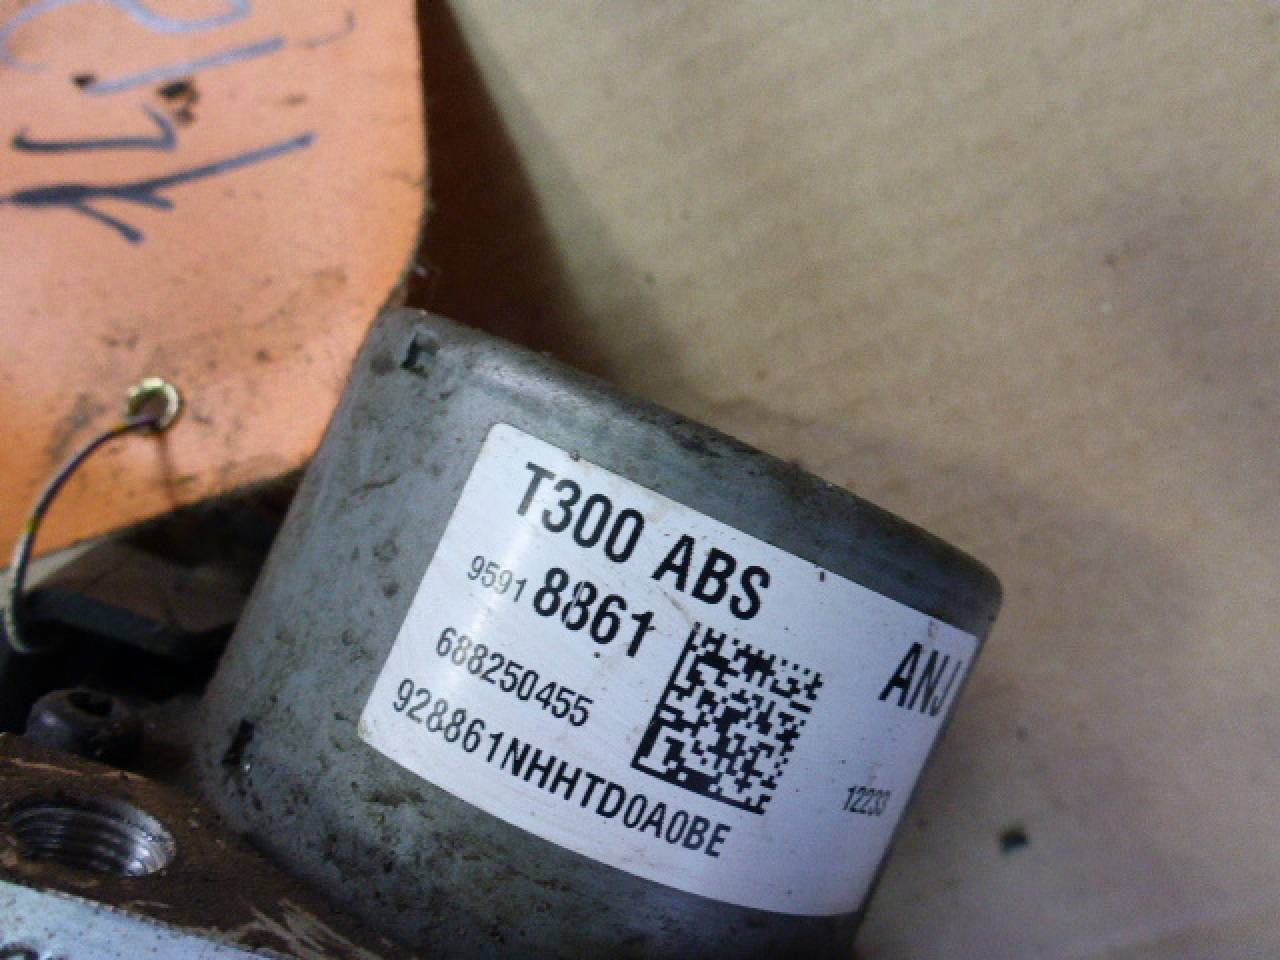 T300 ABS
9591 8861
688250455
928861NHHTD0A0BE
ANJ
12233